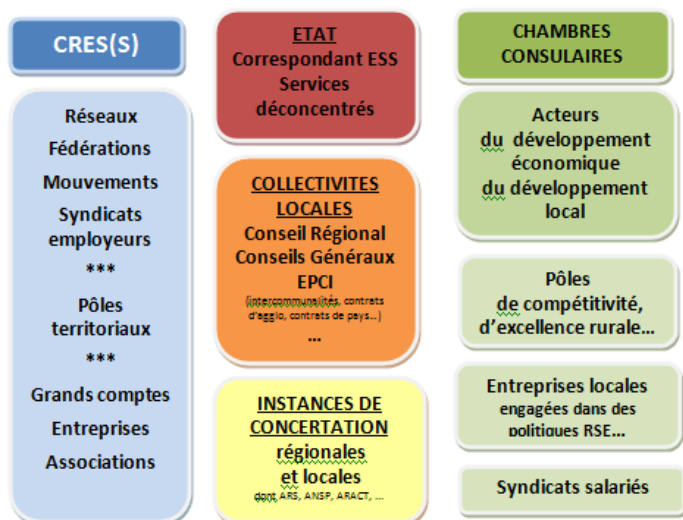 CRES(S)
Réseaux
Fédérations
Mouvements
Syndicats
employeurs
***
Pôles
territoriaux
***
Grands comptes
Entreprises
Associations
ETAT
Correspondant ESS
Services
déconcentrés
COLLECTIVITES
LOCALES
Conseil Régional
Conseils Généraux
EPCI
(intercommunalités, contrats
d'agglo, contrats de pays...)
...
INSTANCES DE
CONCERTATION
régionales
et locales
dont ARS, ANSP, ARACT, ...
CHAMBRES
CONSULAIRES
Acteurs
du développement
économique
du développement
local
Pôles
de compétitivité,
d'excellence rurale...
Entreprises locales
engagées dans des
politiques RSE...
Syndicats salariés